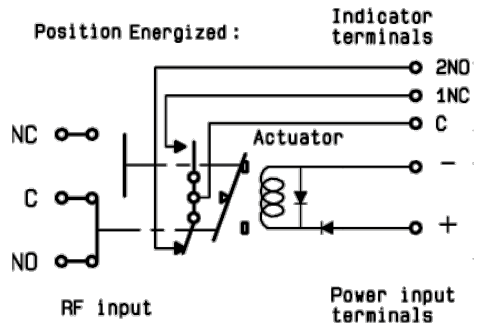 Position Energized :
Indicator
terminals
2NO
1NC
C
Actuator
NC
C
NO
-
+
RF input
Power input
terminals